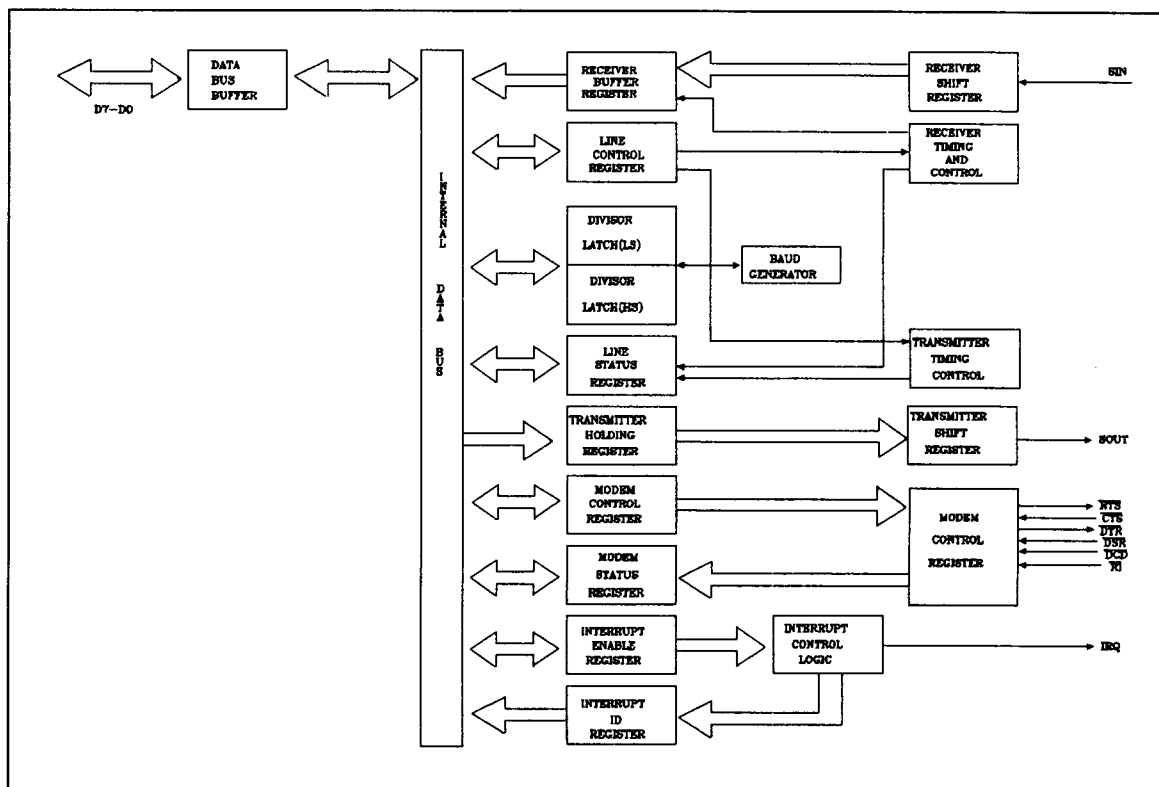 DATA
BUS
BUFFER
D7-D0
INTERNAL
DATA
BUS
RECEIVER
BUFFER
REGISTER
RECEIVER
SHIFT
REGISTER
SIN
LINE
CONTROL
REGISTER
RECEIVER
TIMING
AND
CONTROL
DIVISOR
LATCH(LS)
DIVISOR
LATCH(HS)
BAUD
GENERATOR
LINE
STATUS
REGISTER
TRANSMITTER
TIMING
CONTROL
TRANSMITTER
HOLDING
REGISTER
TRANSMITTER
SHIFT
REGISTER
SOUT
MODEM
CONTROL
REGISTER
MODEM
CONTROL
REGISTER
RTS
CTS
DTR
DSR
DCD
RI
MODEM
STATUS
REGISTER
INTERRUPT
ENABLE
REGISTER
INTERRUPT
CONTROL
LOGIC
IRQ
INTERRUPT
ID
REGISTER